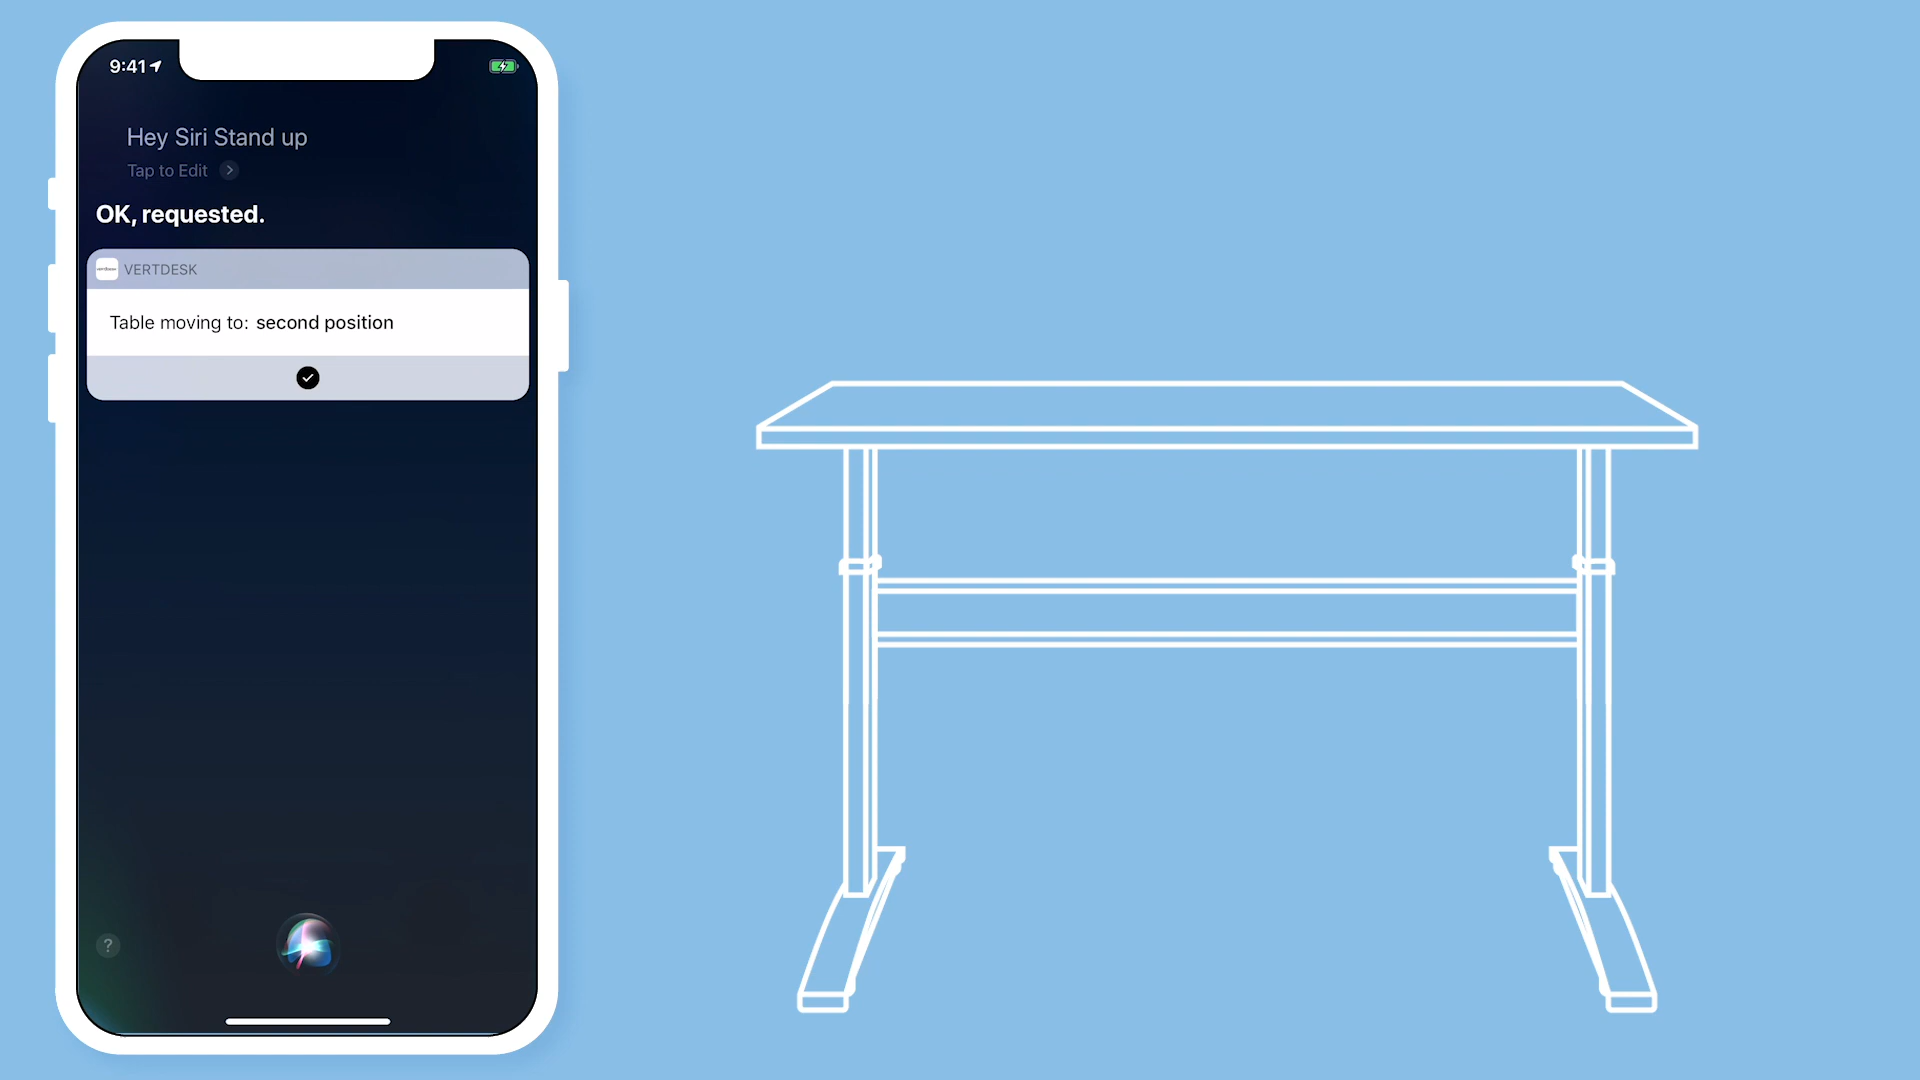 9:41
Hey Siri Stand up
Tap to Edit
OK, requested.
VERTDESK
Table moving to: second position
?